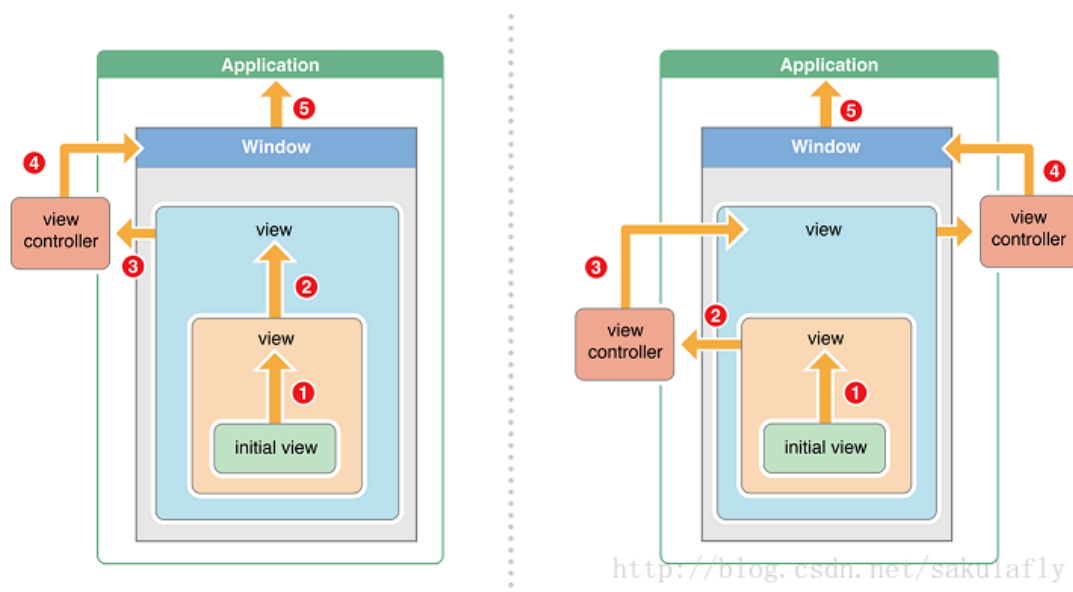 Application
5
Window
4
view
controller
view
3
2
view
1
initial view
Application
5
Window
4
view
controller
view
3
2
view
controller
view
1
initial view
http://blog.csdn.net/sakulafly